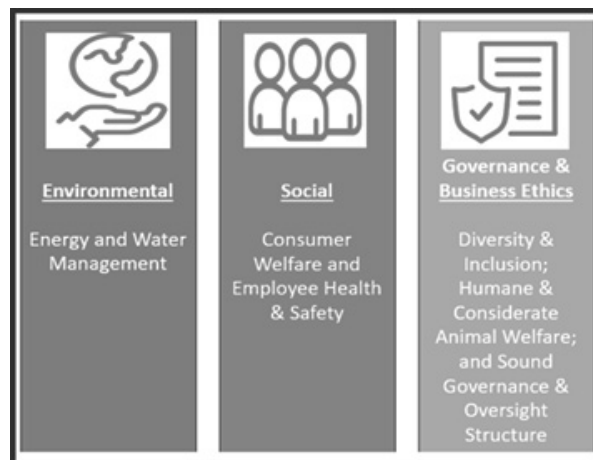 Environmental
Energy and Water
Management
Social
Consumer
Welfare and
Employee Health
& Safety
Governance &
Business Ethics
Diversity &
Inclusion;
Humane &
Considerate
Animal Welfare;
and Sound
Governance &
Oversight
Structure